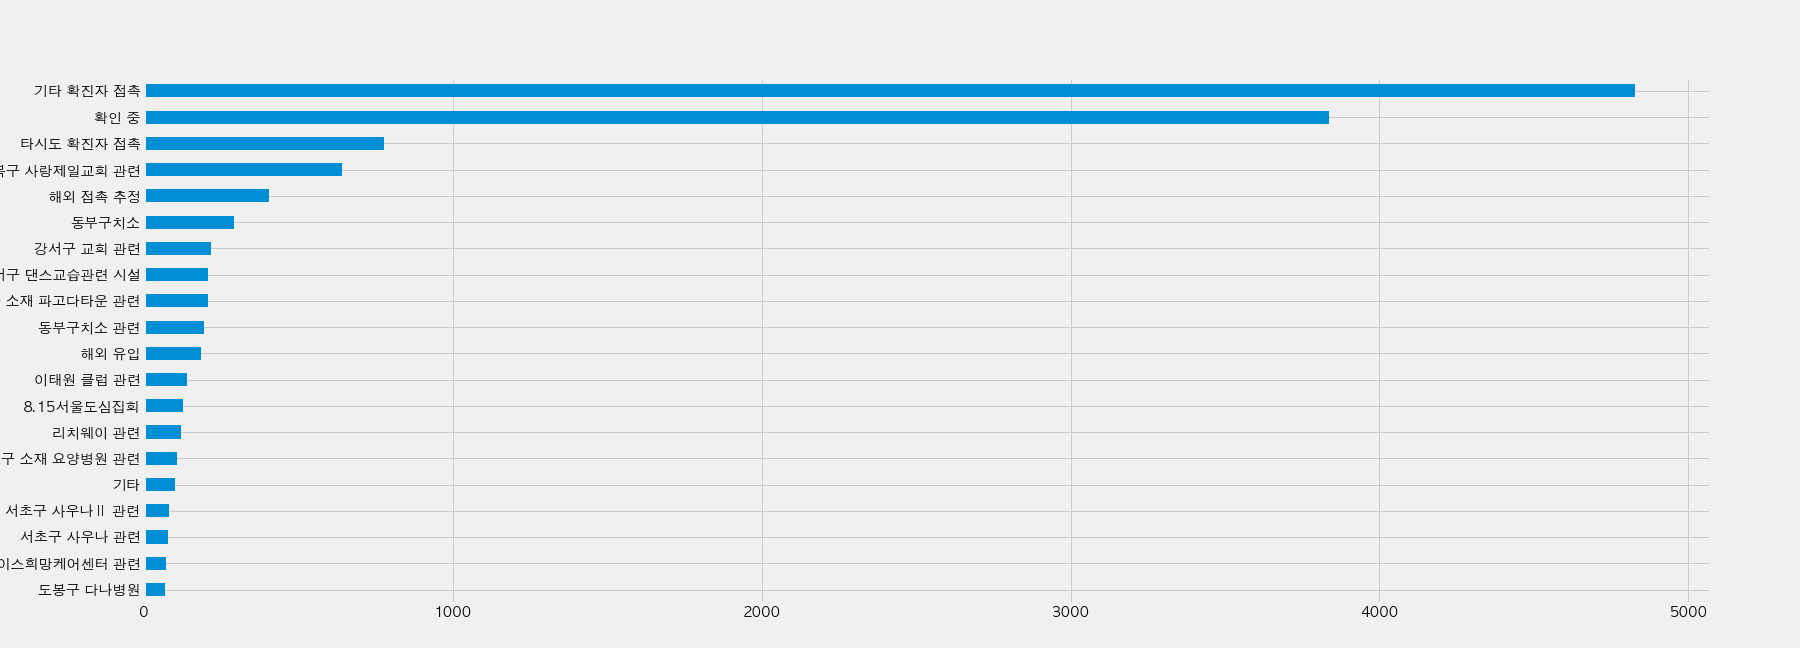 기타 확진자 접촉
확인 중
타시도 확진자 접촉
사랑제일교회 관련
해외 접촉 추정
동부구치소
강서구 교회 관련
댄스교습관련 시설
소재 파고다타운 관련
동부구치소 관련
해외 유입
이태원 클럽 관련
8.15서울도심집회
리치웨이 관련
구 소재 요양병원 관련
기타
서초구 사우나Ⅱ 관련
서초구 사우나 관련
이스희망케어센터 관련
도봉구 다나병원
0 1000 2000 3000 4000 5000